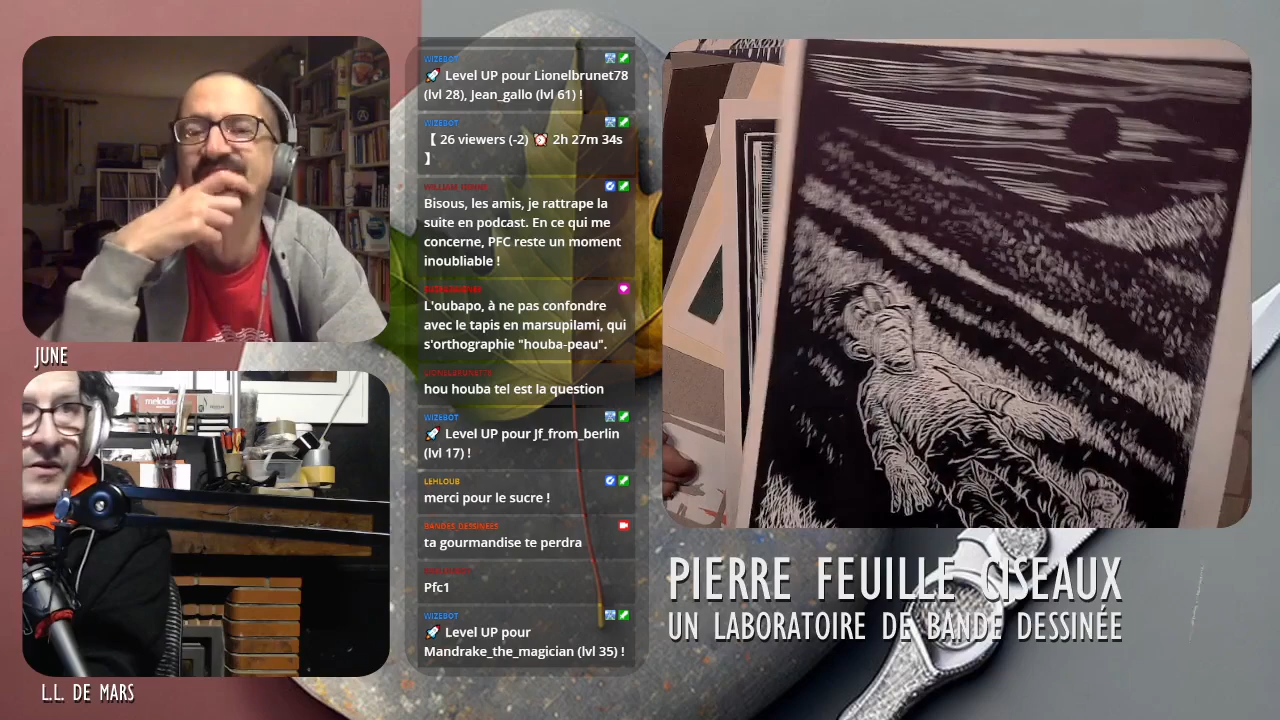 WIZEBOT
Level UP pour Lionelbrunet78
(lvl 28), Jean_gallo (lvl 61) !
WIZEBOT
【 26 viewers (-2) ⏰ 2h 27m 34s
】
Bisous, les amis, je rattrape la
suite en podcast. En ce qui me
concerne, PFC reste un moment
inoubliable !
L'oubapo, à ne pas confondre
avec le tapis en marsupilami, qui
s'orthographie "houba-peau".
LIONELBRUNET78
hou houba tel est la question
WIZEBOT
Level UP pour Jf_from_berlin
(lvl 17) !
LEHLOUB
merci pour le sucre !
BANDES DESSINEES
ta gourmandise te perdra
Pfc1
WIZEBOT
Level UP pour
Mandrake_the_magician (lvl 35) !
JUNE
melodica
L.L. DE MARS
PIERRE FEUILLE CISEAUX
UN LABORATOIRE DE BANDE DESSINÉE